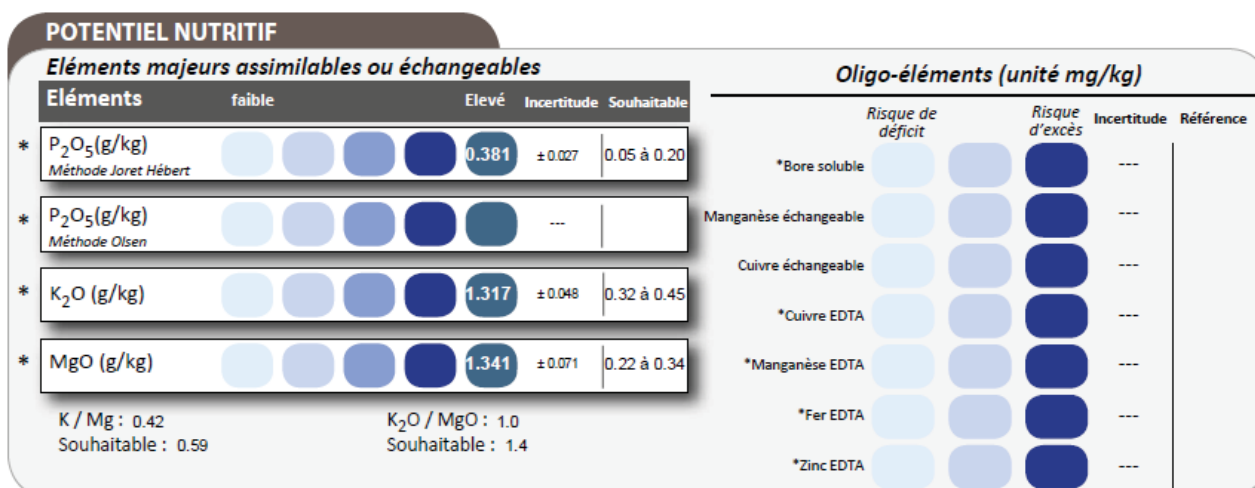 POTENTIEL NUTRITIF
Eléments majeurs assimilables ou échangeables
Eléments faible Elevé Incertitude Souhaitable
* P2O5(g/kg) 0.381 ± 0.027 0.05 à 0.20
Méthode Joret Hébert
* P2O5(g/kg) ---
Méthode Olsen
* K2O (g/kg) 1.317 ± 0.048 0.32 à 0.45
* MgO (g/kg) 1.341 ± 0.071 0.22 à 0.34
K / Mg : 0.42 K2O / MgO : 1.0
Souhaitable : 0.59 Souhaitable : 1.4
Oligo-éléments (unité mg/kg)
Risque de déficit Risque d'excès Incertitude Référence
*Bore soluble ---
Manganèse échangeable ---
Cuivre échangeable ---
*Cuivre EDTA ---
*Manganèse EDTA ---
*Fer EDTA ---
*Zinc EDTA ---